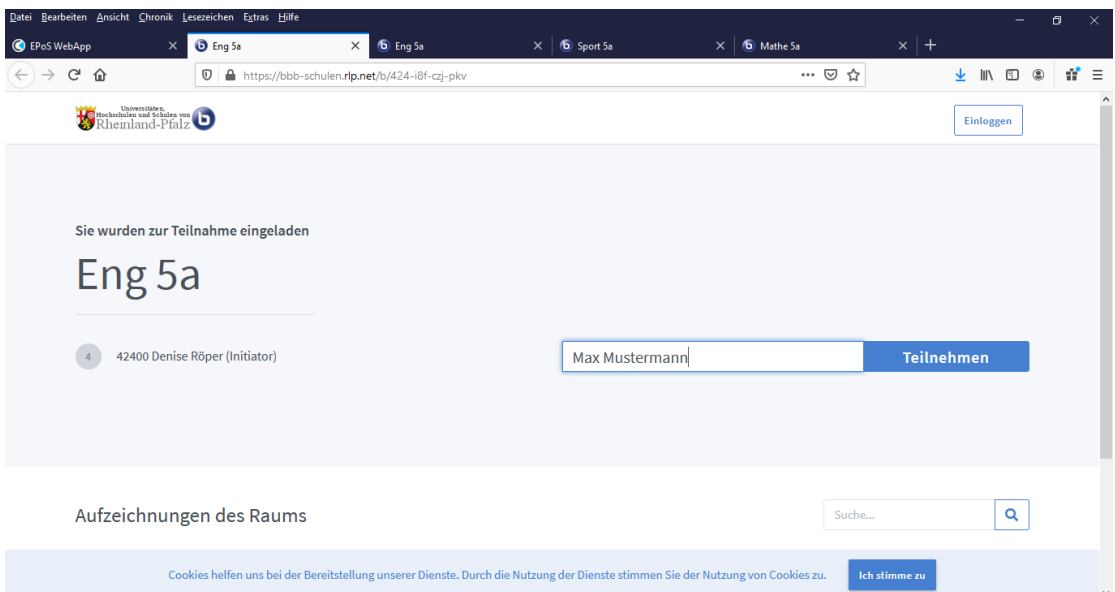 Datei Bearbeiten Ansicht Chronik Lesezeichen Extras Hilfe
EPoS WebApp Eng 5a Eng 5a Sport 5a Mathe 5a
https://bbb-schulen.rlp.net/b/424-i8f-czj-pkv
Universitäten,
Hochschulen und Schulen von
Rheinland-Pfalz b
Einloggen
Sie wurden zur Teilnahme eingeladen
Eng 5a
4 42400 Denise Röper (Initiator)
Max Mustermann Teilnehmen
Aufzeichnungen des Raums
Suche...
Cookies helfen uns bei der Bereitstellung unserer Dienste. Durch die Nutzung der Dienste stimmen Sie der Nutzung von Cookies zu. Ich stimme zu